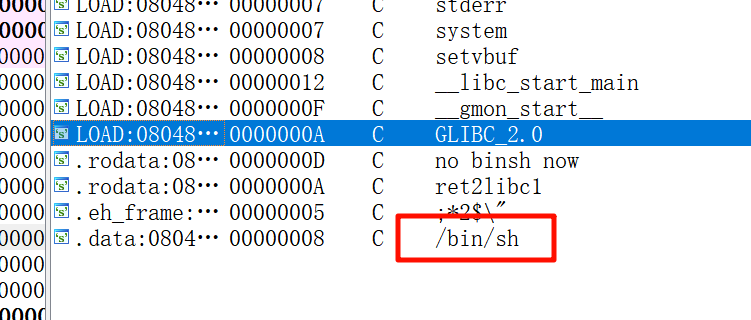 0000 LOAD:08048… 00000007 C stderr
0000 LOAD:08048… 00000007 C system
0000 LOAD:08048… 00000008 C setvbuf
0000 LOAD:08048… 00000012 C __libc_start_main
0000 LOAD:08048… 0000000F C __gmon_start__
0000 LOAD:08048… 0000000A C GLIBC_2.0
0000 .rodata:08… 0000000D C no binsh now
0000 .rodata:08… 0000000A C ret2libc1
0000 .eh_frame:… 00000005 C ;*2$\"
0000 .data:0804… 00000008 C /bin/sh
0000
0000